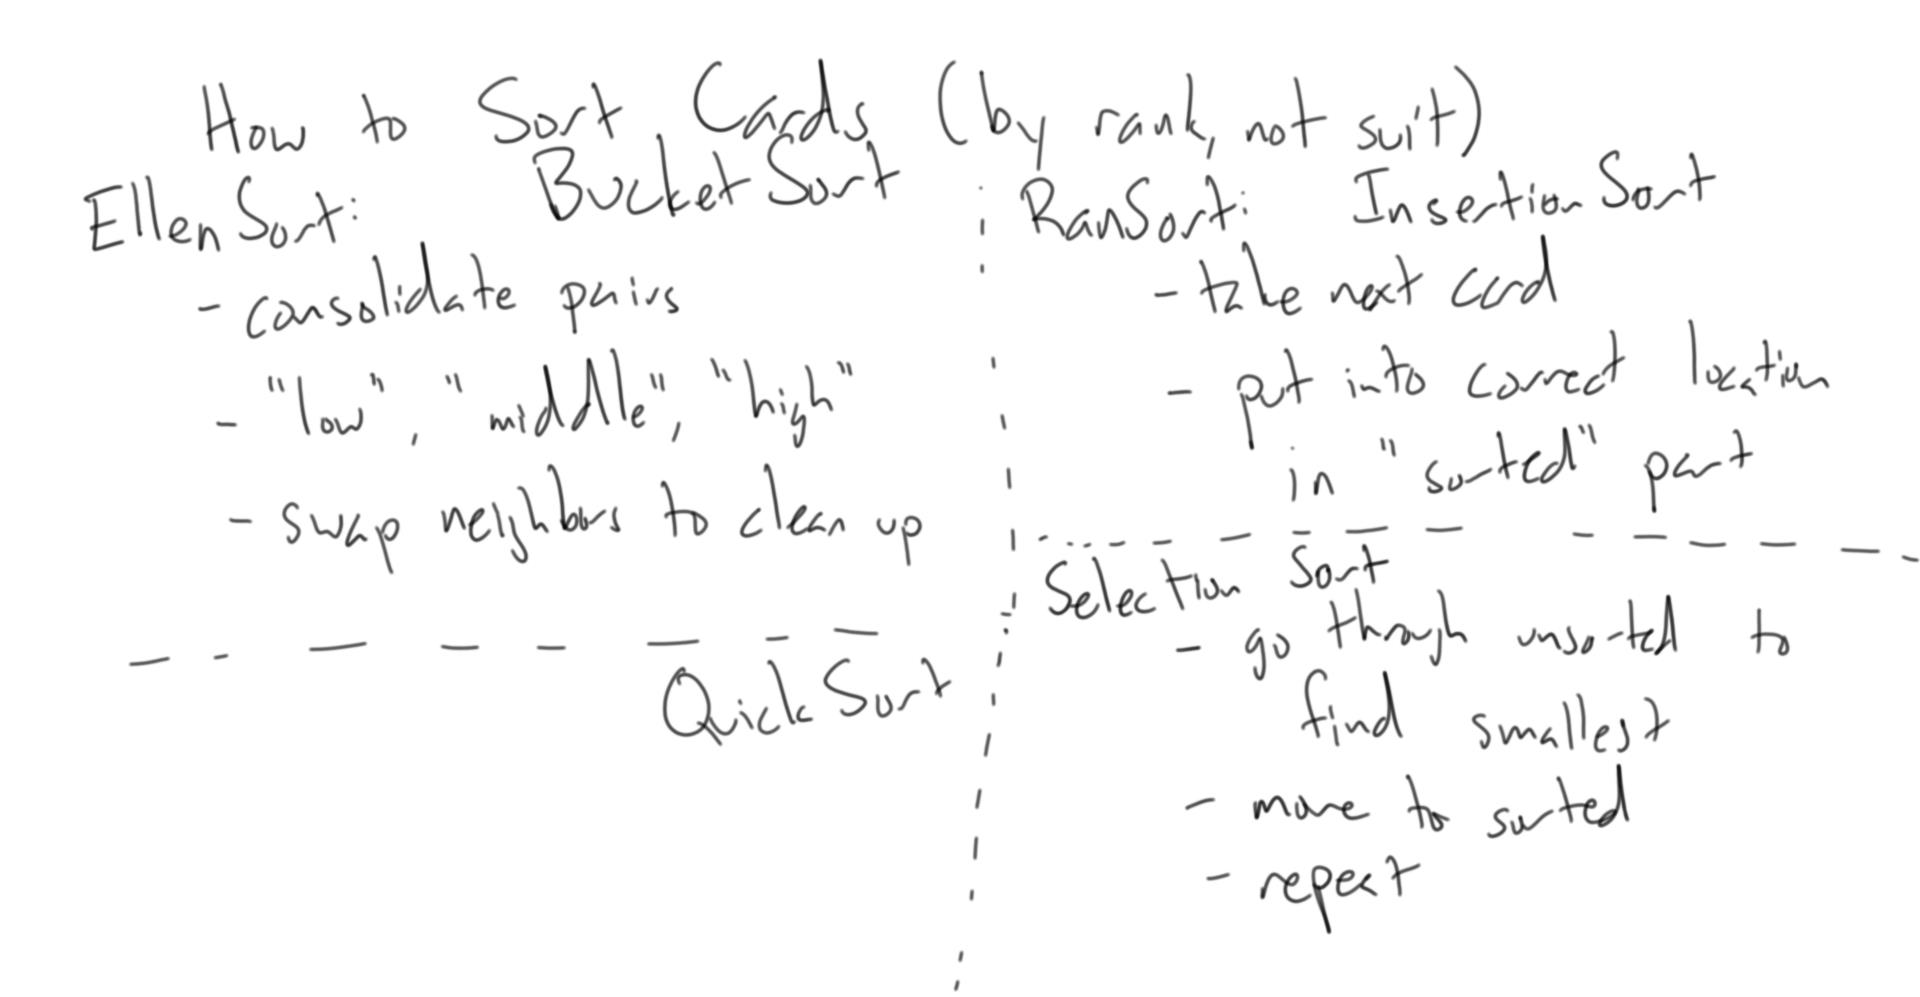 How to Sort Cards (by rank, not suit)
EllenSort: BucketSort
- consolidate pairs
- "low", "middle", "high"
- swap neighbors to clean up
RanSort: InsertionSort
- take next card
- put into correct location
in "sorted" part
Selection Sort
- go through unsorted to
find smallest
- move to sorted
- repeat
QuickSort